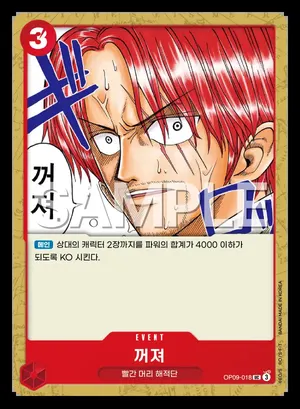 3
꺼져
SAMPLE
메인 상대의 캐릭터 2장까지를 파워의 합계가 4000 이하가
되도록 KO 시킨다.
EVENT
꺼져
빨간 머리 해적단
OP09-018 UC 3